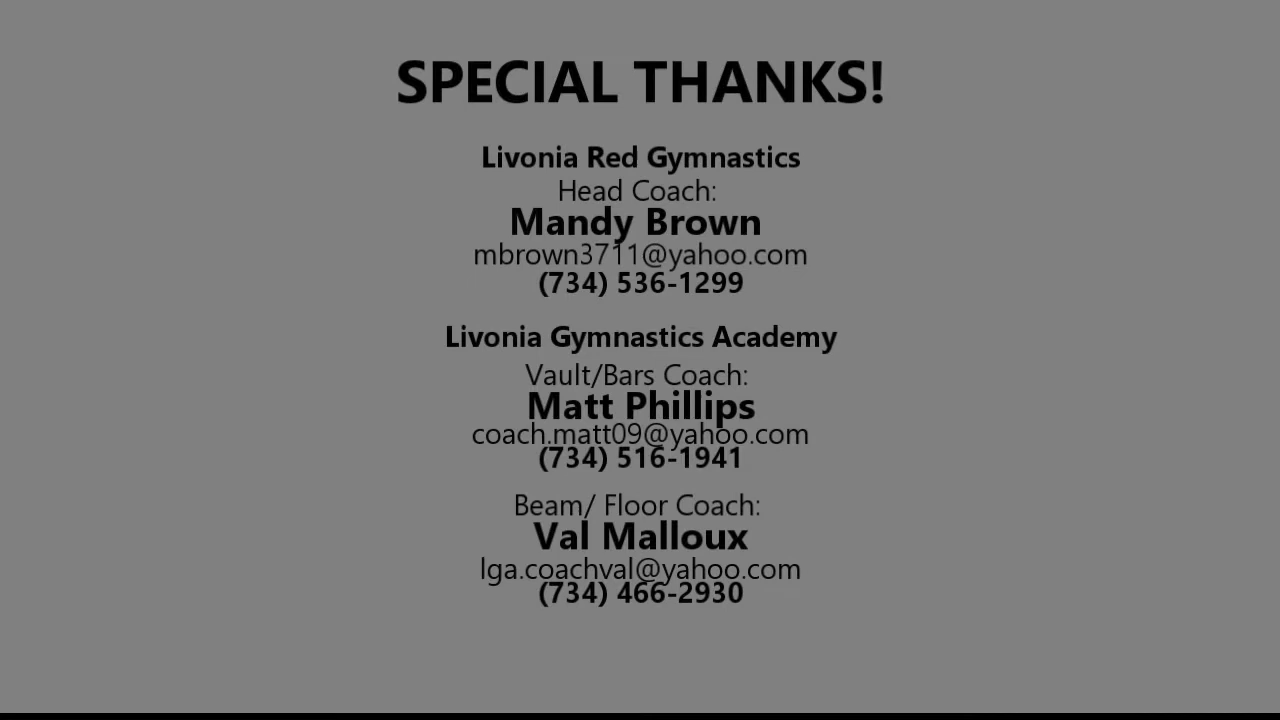 SPECIAL THANKS!
Livonia Red Gymnastics
Head Coach:
Mandy Brown
mbrown3711@yahoo.com
(734) 536-1299
Livonia Gymnastics Academy
Vault/Bars Coach:
Matt Phillips
coach.matt09@yahoo.com
(734) 516-1941
Beam/ Floor Coach:
Val Malloux
lga.coachval@yahoo.com
(734) 466-2930